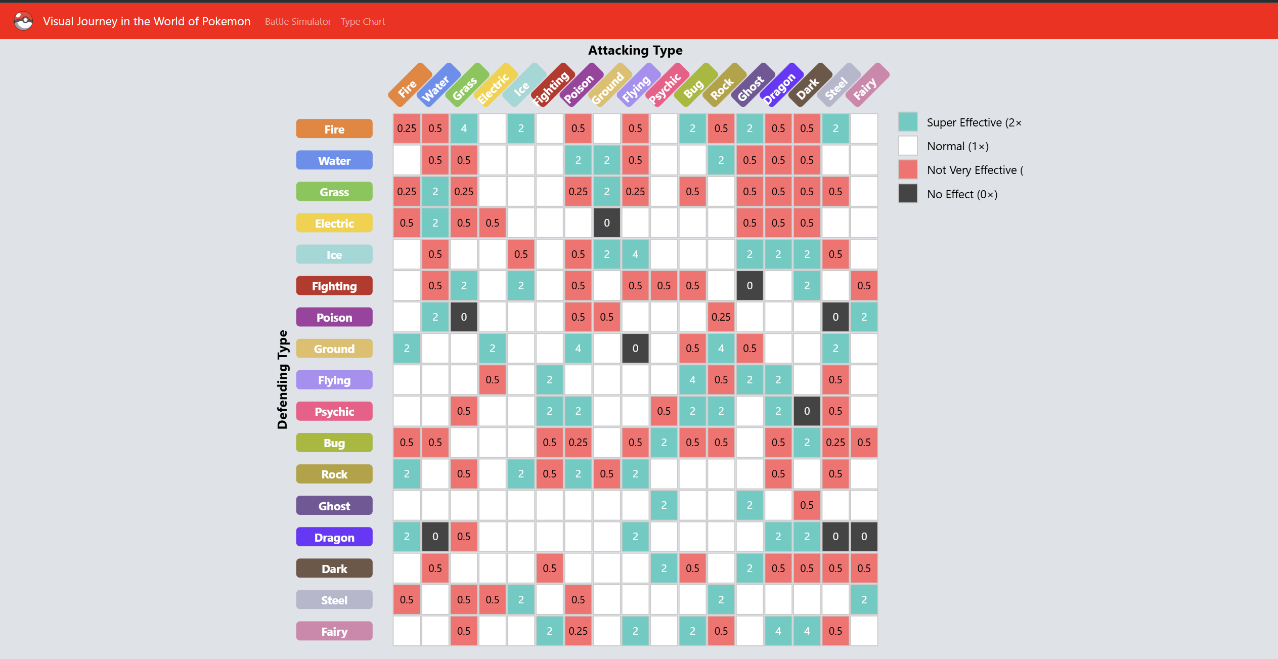 Visual Journey in the World of Pokemon Battle Simulator Type Chart
Attacking Type
Fire Water Grass Electric Ice Fighting Poison Ground Flying Psychic Bug Rock Ghost Dragon Dark Steel Fairy
Defending Type
Fire 0.25 0.5 4 2 0.5 0.5 2 0.5 2 0.5 0.5 2
Water 0.5 0.5 2 2 0.5 2 0.5 0.5 0.5
Grass 0.25 2 0.25 0.25 2 0.25 0.5 0.5 0.5 0.5 0.5
Electric 0.5 2 0.5 0.5 0 0.5 0.5 0.5
Ice 0.5 0.5 0.5 2 4 2 2 2 0.5
Fighting 0.5 2 2 0.5 0.5 0.5 0.5 0 2 0.5
Poison 2 0 0.5 0.5 0.25 0 2
Ground 2 2 4 0 0.5 4 0.5 2
Flying 0.5 2 4 0.5 2 2 0.5
Psychic 0.5 2 2 0.5 2 2 2 0 0.5
Bug 0.5 0.5 0.5 0.25 0.5 2 0.5 0.5 0.5 2 0.25 0.5
Rock 2 0.5 2 0.5 2 0.5 2 0.5 0.5
Ghost 2 2 0.5
Dragon 2 0 0.5 2 2 2 0 0
Dark 0.5 0.5 2 0.5 2 0.5 0.5 0.5 0.5
Steel 0.5 0.5 0.5 2 0.5 2 2
Fairy 0.5 2 0.25 2 2 0.5 4 4 0.5
Super Effective (2×
Normal (1×)
Not Very Effective (
No Effect (0×)